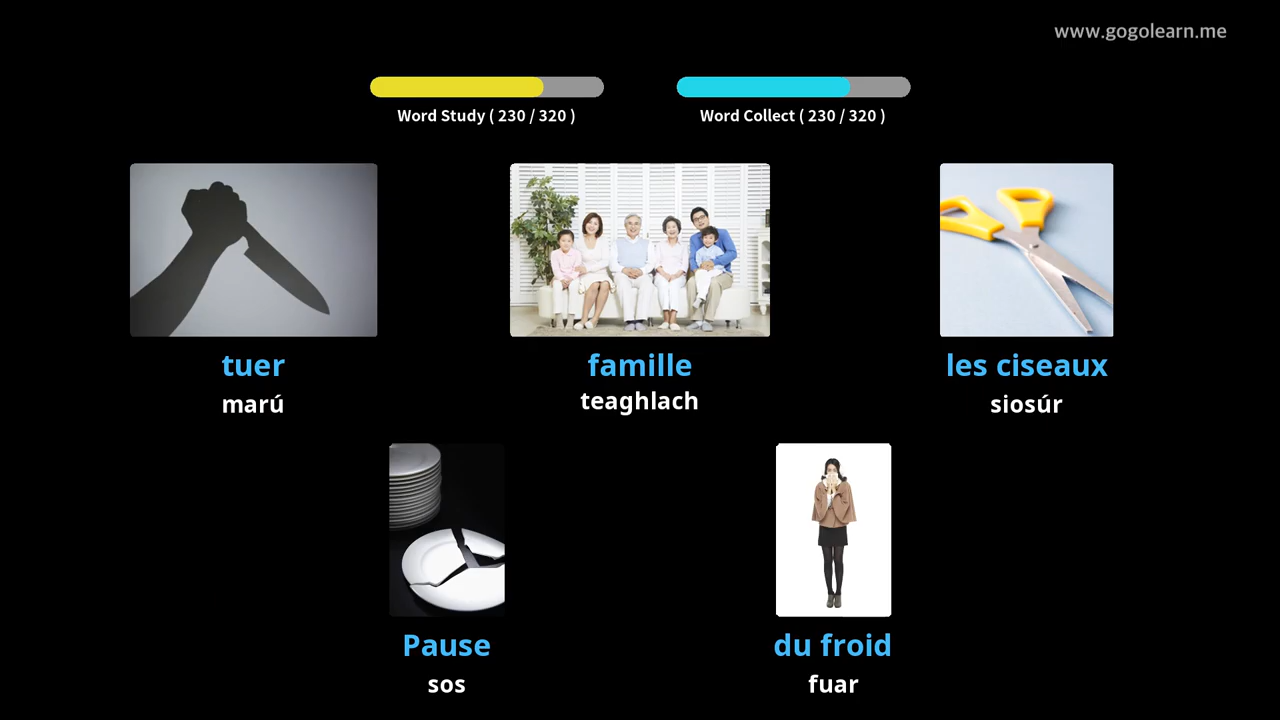 www.gogolearn.me
Word Study ( 230 / 320 )
Word Collect ( 230 / 320 )
tuer
marú
famille
teaghlach
les ciseaux
siosúr
Pause
sos
du froid
fuar